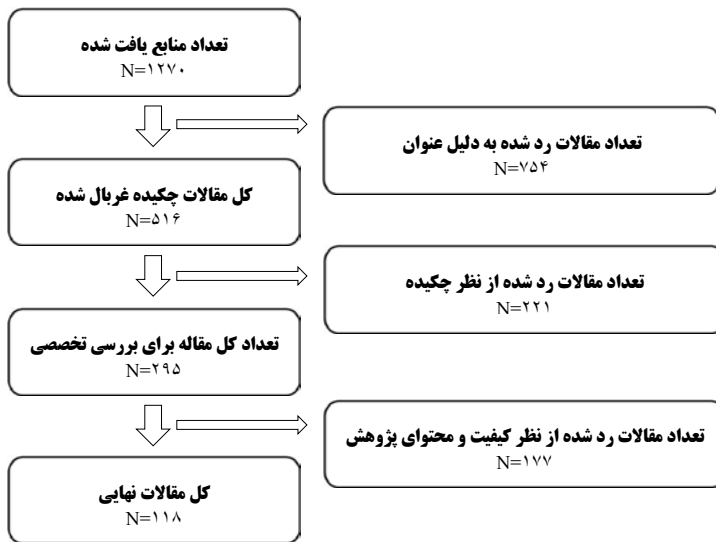 تعداد منابع یافت شده
N=۱۲۷۰
تعداد مقالات رد شده به دلیل عنوان
N=۷۵۴
کل مقالات چکیده غربال شده
N=۵۱۶
تعداد مقالات رد شده از نظر چکیده
N=۲۲۱
تعداد کل مقاله برای بررسی تخصصی
N=۲۹۵
تعداد مقالات رد شده از نظر کیفیت و محتوای پژوهش
N=۱۷۷
کل مقالات نهایی
N=۱۱۸